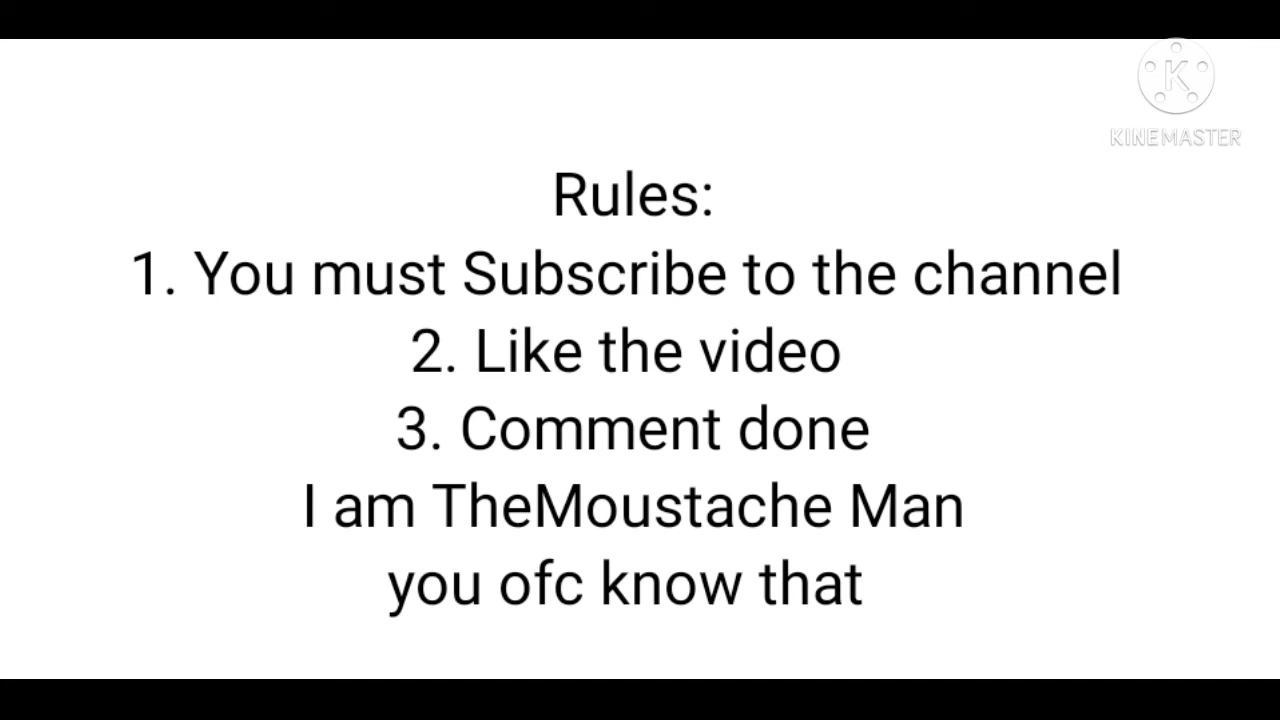 KINEMASTER
Rules:
1. You must Subscribe to the channel
2. Like the video
3. Comment done
I am TheMoustache Man
you ofc know that